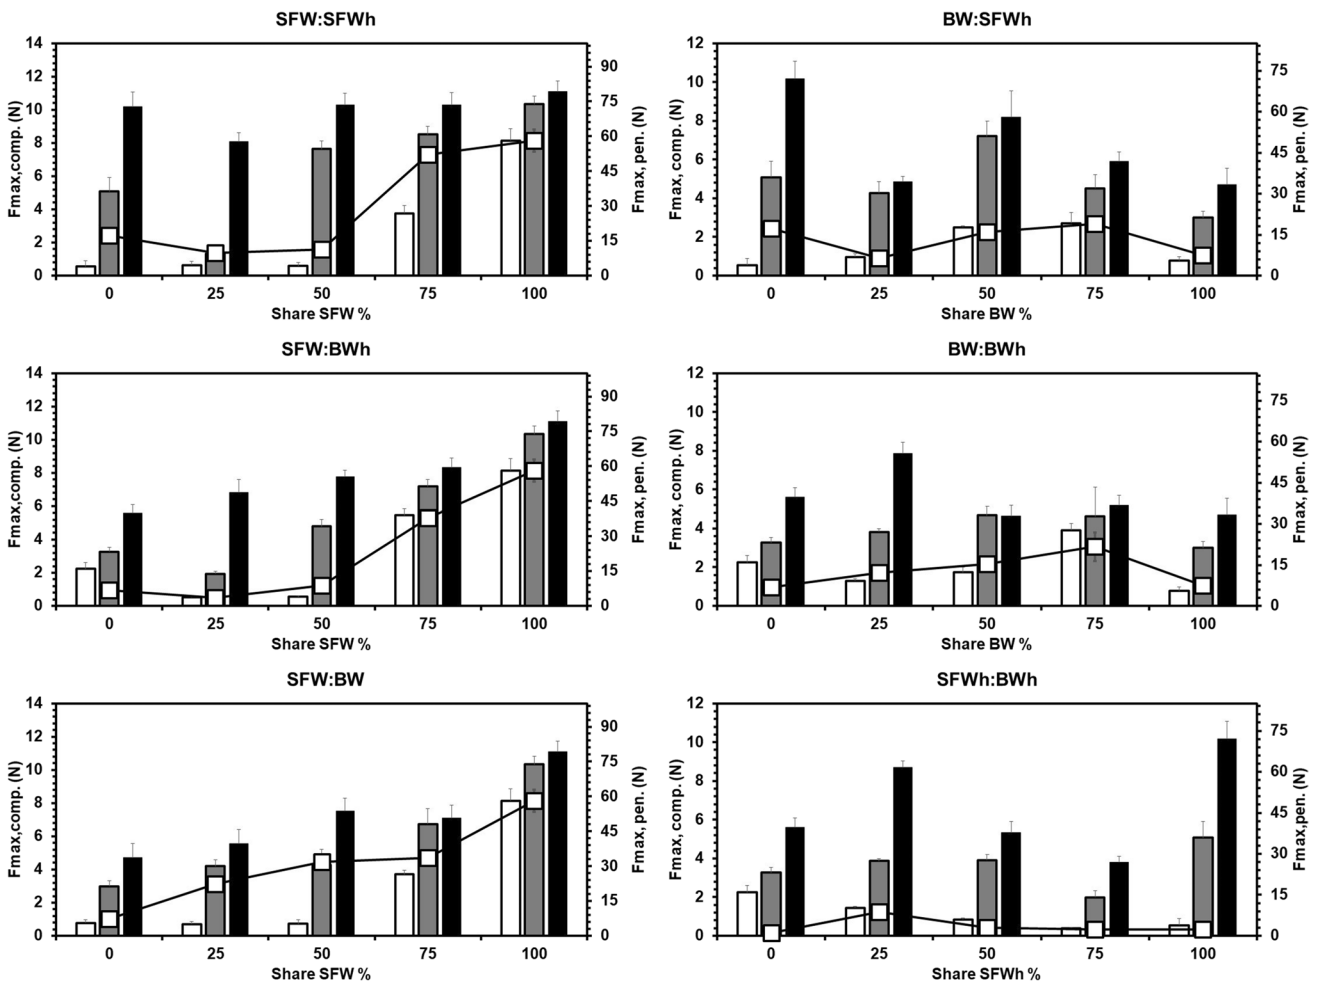 SFW:SFWh
14
12
10
8
6
4
2
0
90
75
60
45
30
15
0
Fmax,comp. (N)
Fmax, pen. (N)
0 25 50 75 100
Share SFW %
BW:SFWh
12
10
8
6
4
2
0
75
60
45
30
15
0
Fmax, comp. (N)
Fmax, pen. (N)
0 25 50 75 100
Share BW %
SFW:BWh
14
12
10
8
6
4
2
0
90
75
60
45
30
15
0
Fmax,comp. (N)
Fmax, pen. (N)
0 25 50 75 100
Share SFW %
BW:BWh
12
10
8
6
4
2
0
75
60
45
30
15
0
Fmax, comp. (N)
Fmax, pen. (N)
0 25 50 75 100
Share BW %
SFW:BW
14
12
10
8
6
4
2
0
90
75
60
45
30
15
0
Fmax,comp. (N)
Fmax, pen. (N)
0 25 50 75 100
Share SFW %
SFWh:BWh
12
10
8
6
4
2
0
75
60
45
30
15
0
Fmax, comp. (N)
Fmax,pen. (N)
0 25 50 75 100
Share SFWh %